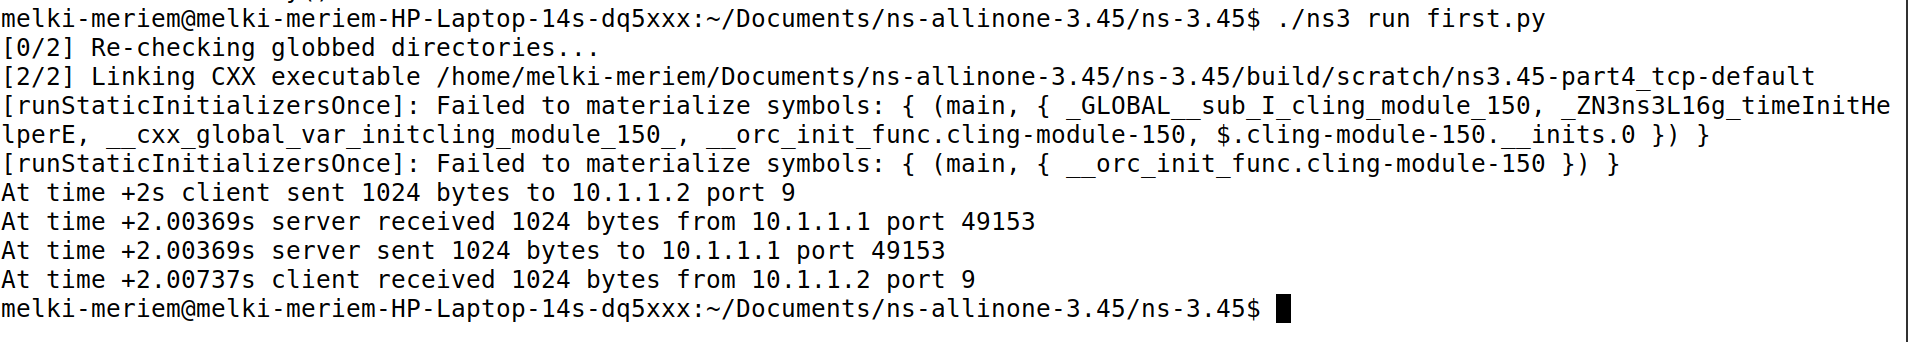 melki-meriem@melki-meriem-HP-Laptop-14s-dq5xxx:~/Documents/ns-allinone-3.45/ns-3.45$ ./ns3 run first.py
[0/2] Re-checking globbed directories...
[2/2] Linking CXX executable /home/melki-meriem/Documents/ns-allinone-3.45/ns-3.45/build/scratch/ns3.45-part4_tcp-default
[runStaticInitializersOnce]: Failed to materialize symbols: { (main, { _GLOBAL__sub_I_cling_module_150, _ZN3ns3L16g_timeInitHe
lperE, __cxx_global_var_initcling_module_150_, __orc_init_func.cling-module-150, $.cling-module-150.__inits.0 }) }
[runStaticInitializersOnce]: Failed to materialize symbols: { (main, { __orc_init_func.cling-module-150 }) }
At time +2s client sent 1024 bytes to 10.1.1.2 port 9
At time +2.00369s server received 1024 bytes from 10.1.1.1 port 49153
At time +2.00369s server sent 1024 bytes to 10.1.1.1 port 49153
At time +2.00737s client received 1024 bytes from 10.1.1.2 port 9
melki-meriem@melki-meriem-HP-Laptop-14s-dq5xxx:~/Documents/ns-allinone-3.45/ns-3.45$